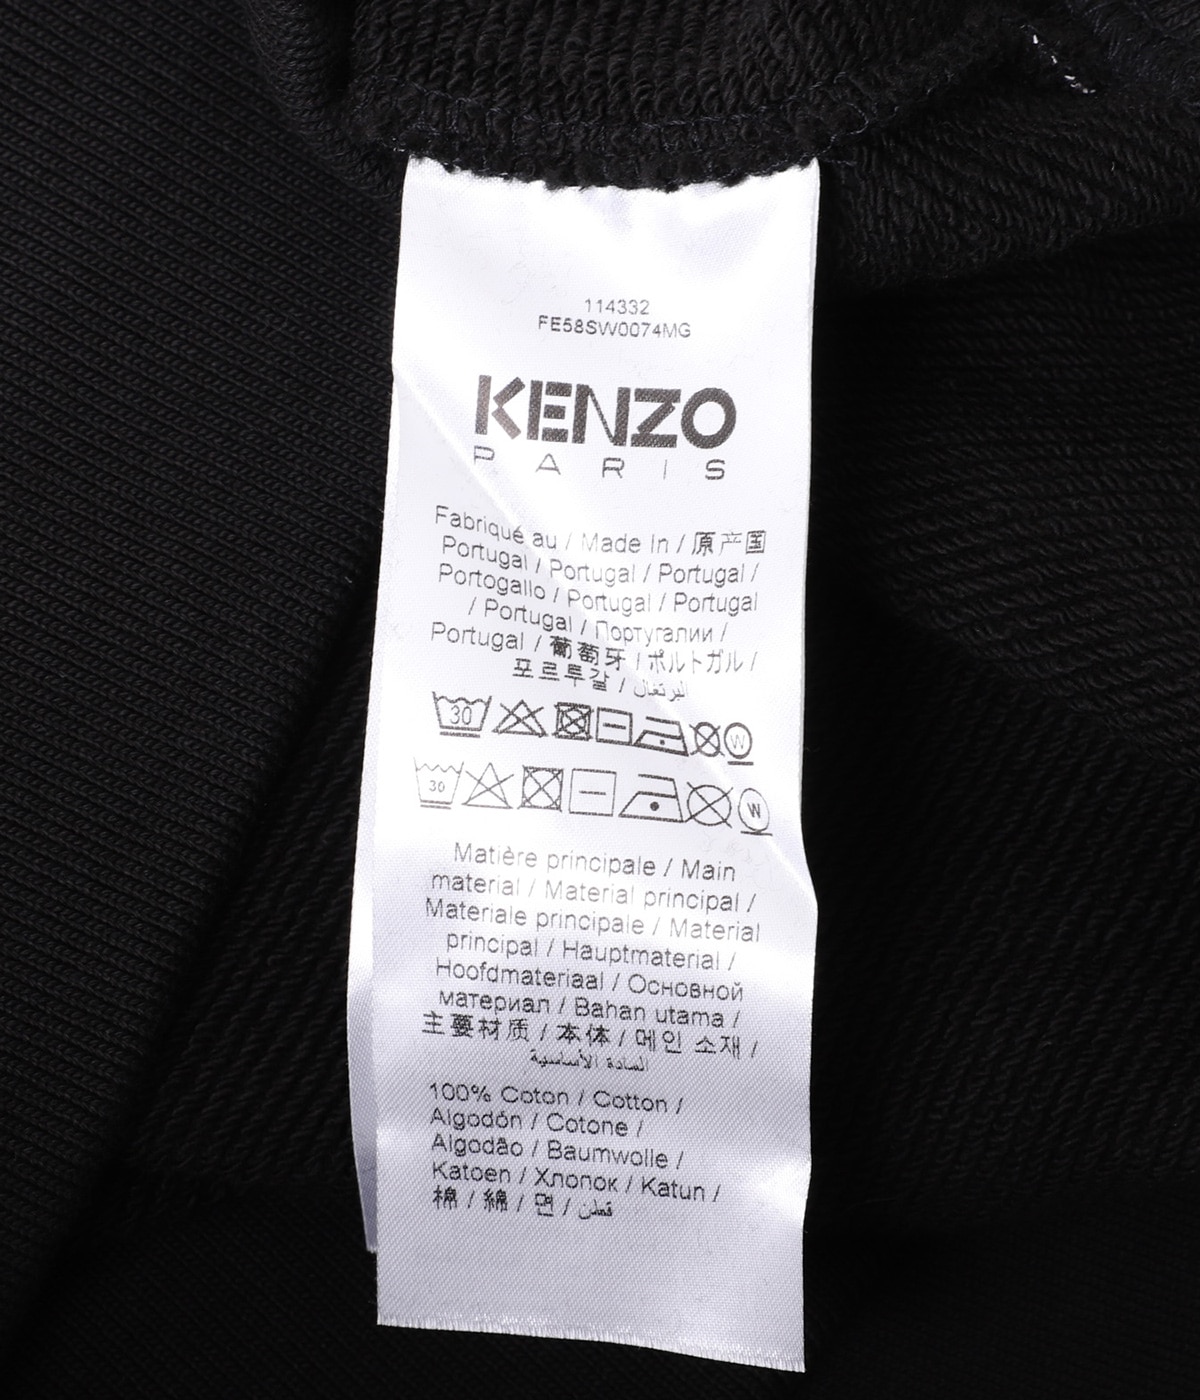 114332
FE58SW0074MG
KENZO
PARIS
Fabriqué au / Made In / 原产国
Portugal / Portugal / Portugal /
Portogallo / Portugal / Portugal
/ Portugal / Португалии /
Portugal / 葡萄牙 / ポルトガル /
포르투갈 / البرتغال
30 W
30 W
Matière principale / Main
material / Material principal /
Materiale principale / Material
principal / Hauptmaterial /
Hoofdmateriaal / Основной
материал / Bahan utama /
主要材质 / 本体 / 메인 소재 /
المادة الأساسية
100% Coton / Cotton /
Algodón / Cotone /
Algodão / Baumwolle /
Katoen / Хлопок / Katun /
棉 / 綿 / 면 / قطن